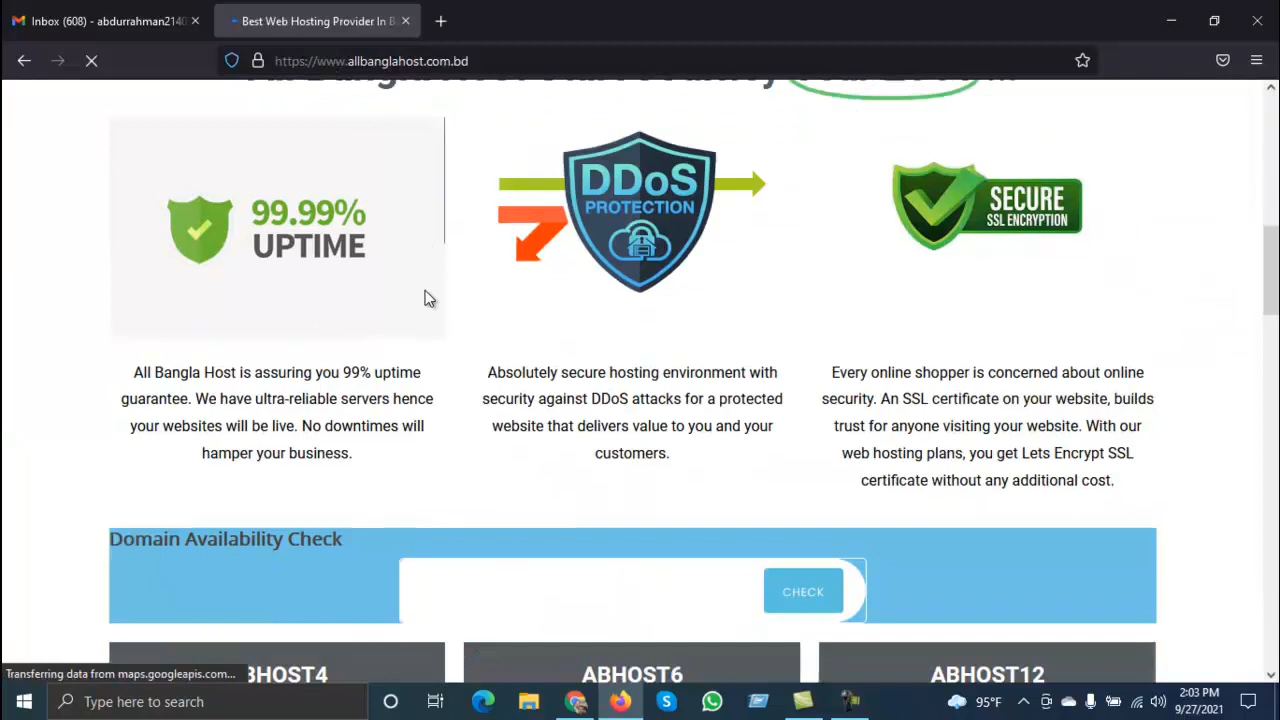 Inbox (608) - abdurrahman2140
Best Web Hosting Provider In B
https://www.allbanglahost.com.bd
99.99%
UPTIME
DDoS
PROTECTION
SECURE
SSL ENCRYPTION
All Bangla Host is assuring you 99% uptime
guarantee. We have ultra-reliable servers hence
your websites will be live. No downtimes will
hamper your business.
Absolutely secure hosting environment with
security against DDoS attacks for a protected
website that delivers value to you and your
customers.
Every online shopper is concerned about online
security. An SSL certificate on your website, builds
trust for anyone visiting your website. With our
web hosting plans, you get Lets Encrypt SSL
certificate without any additional cost.
Domain Availability Check
CHECK
BHOST4
ABHOST6
ABHOST12
Transferring data from maps.googleapis.com...
Type here to search
95°F
2:03 PM
9/27/2021